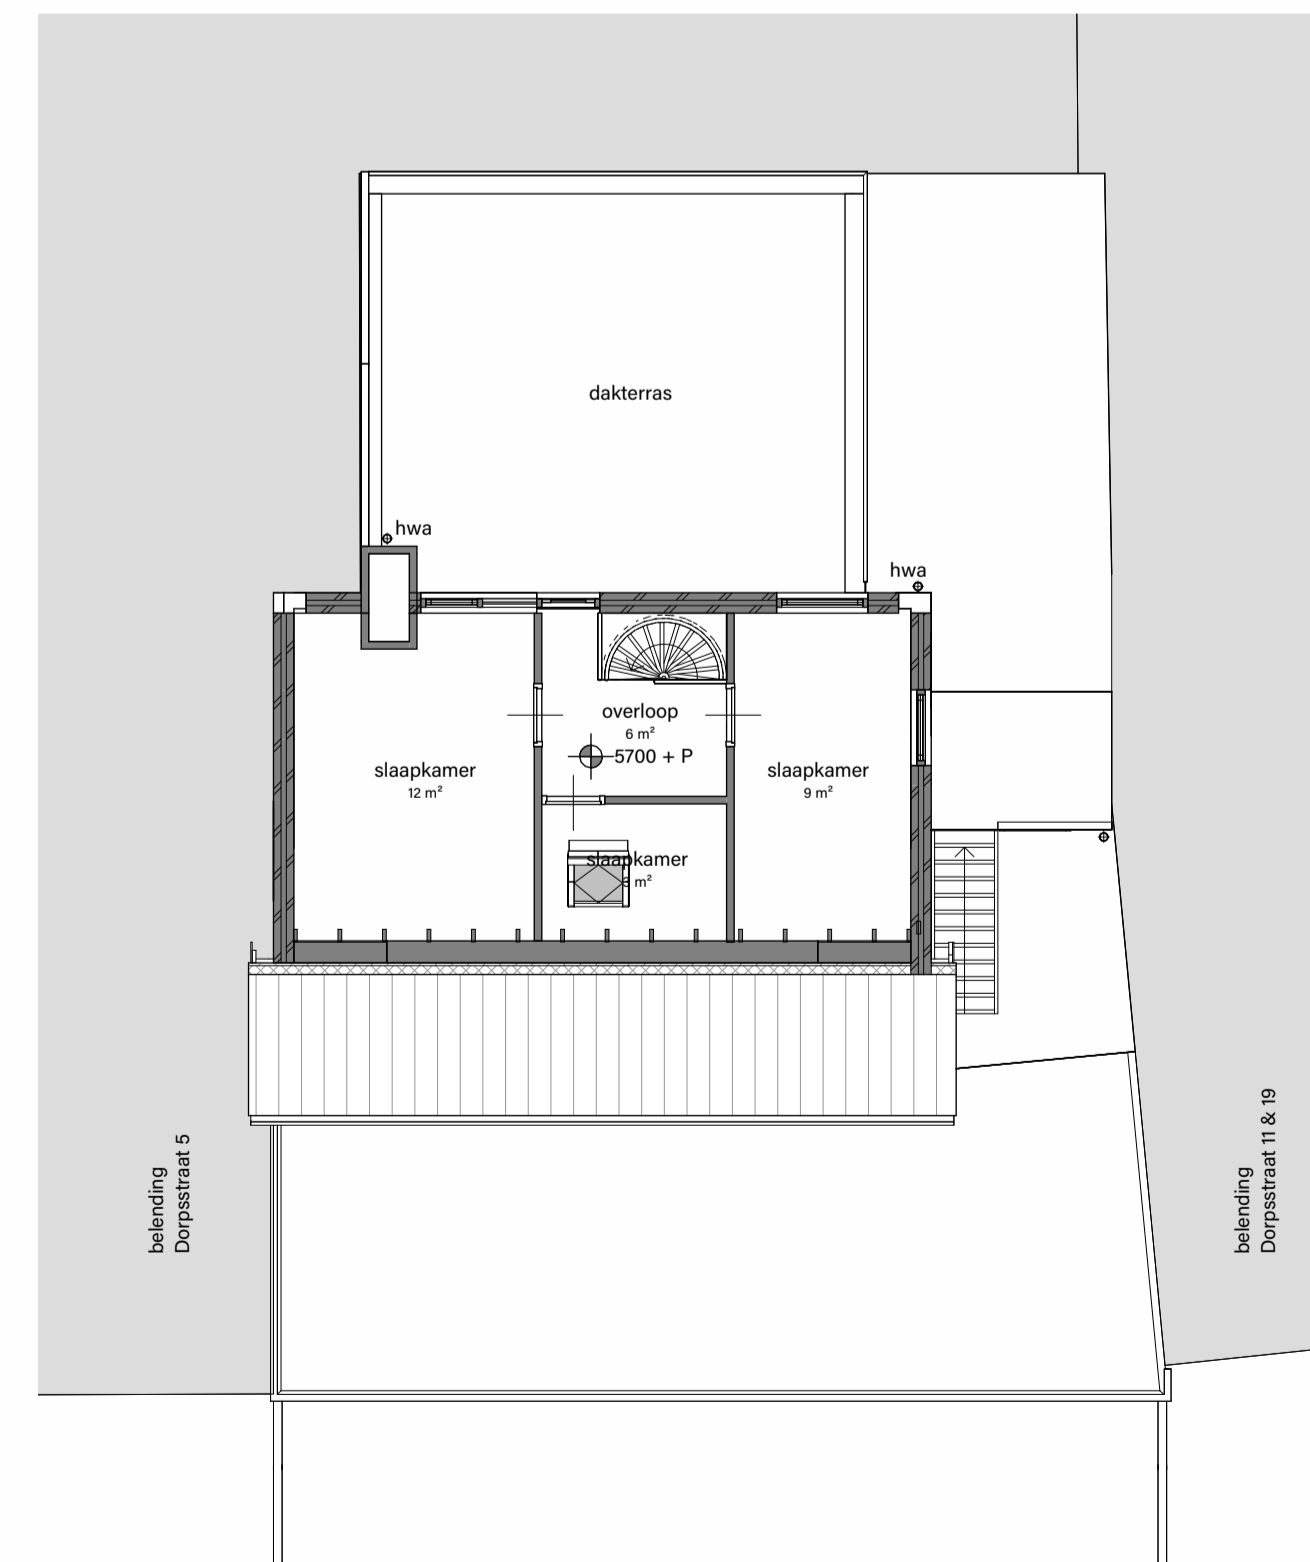 dakterras
hwa
hwa
overloop
6 m²
5700 + P
slaapkamer
12 m²
slaapkamer
9 m²
slaapkamer
m²
belending
Dorpsstraat 5
belending
Dorpsstraat 11 & 19